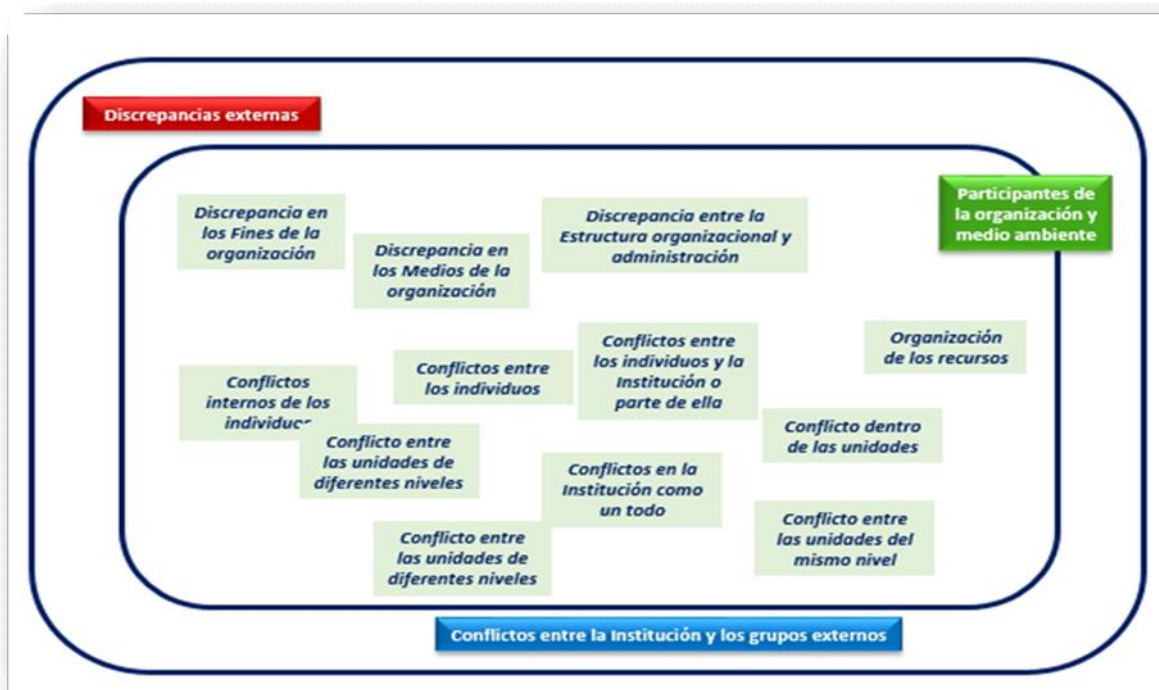 Discrepancias externas
Participantes de
la organización y
medio ambiente
Discrepancia en
los Fines de la
organización
Discrepancia en
los Medios de la
organización
Discrepancia entre la
Estructura organizacional y
administración
Organización
de los recursos
Conflictos entre
los individuos y la
Institución o
parte de ella
Conflictos entre
los individuos
Conflictos
internos de los
Conflicto entre
las unidades de
diferentes niveles
Conflicto dentro
de las unidades
Conflictos en la
Institución como
un todo
Conflicto entre
las unidades del
mismo nivel
Conflicto entre
las unidades de
diferentes niveles
Conflictos entre la Institución y los grupos externos